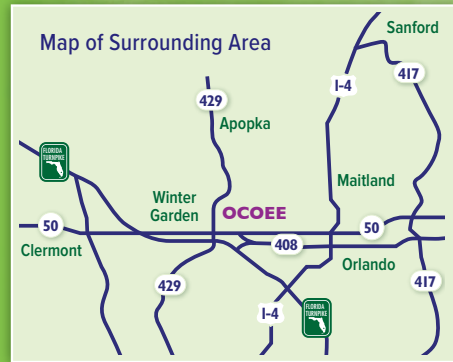 Map of Surrounding Area
Sanford
417
I-4
429
Apopka
FLORIDA
TURNPIKE
Maitland
Winter
Garden
OCOEE
50
50
Clermont
408
Orlando
429
417
I-4
FLORIDA
TURNPIKE